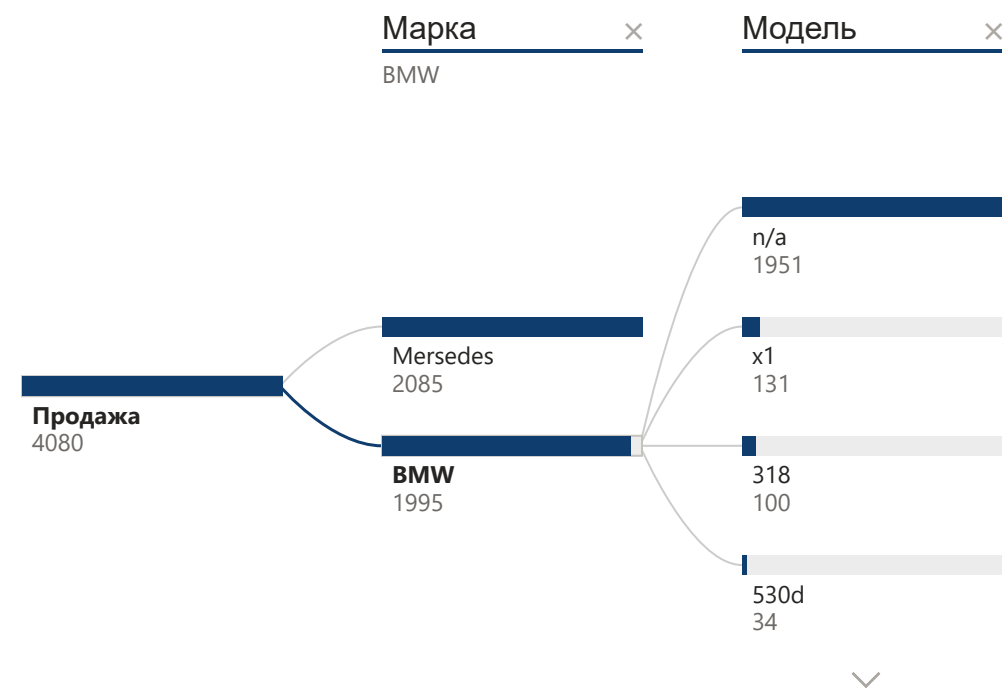 Марка
BMW
Модель
Продажа
4080
Mersedes
2085
BMW
1995
n/a
1951
x1
131
318
100
530d
34